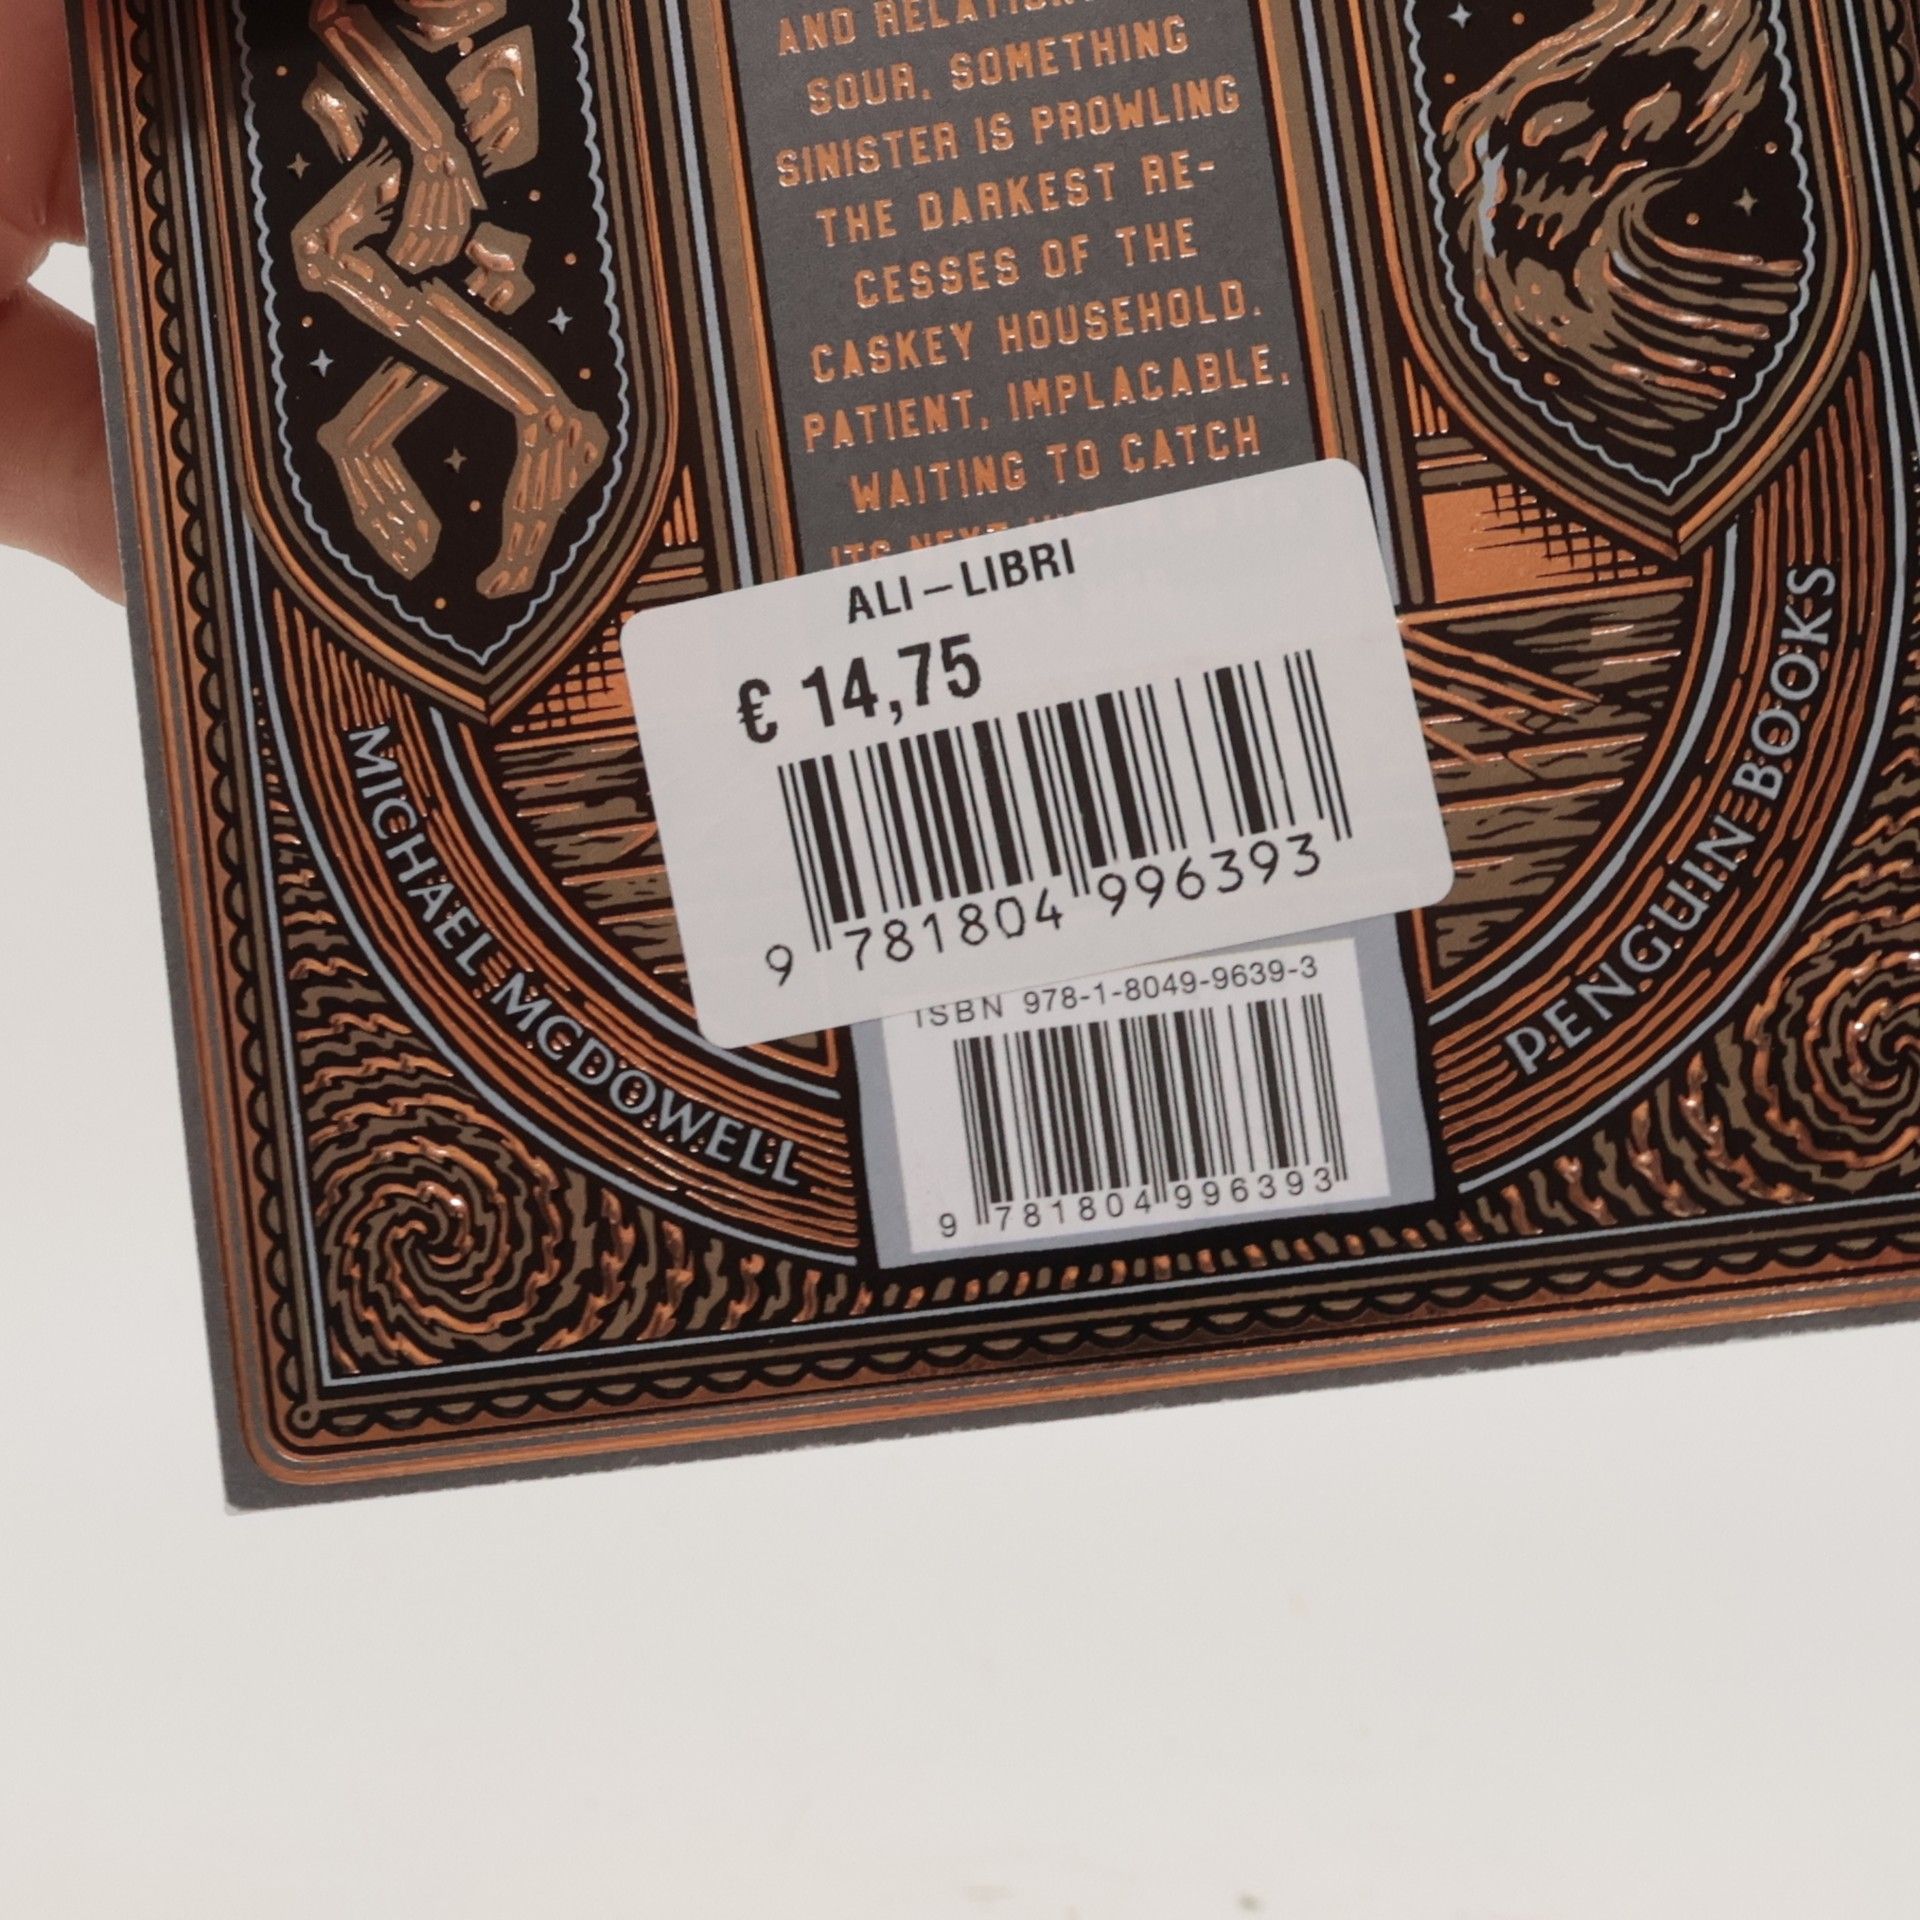 AND
SOUR, SOMETHING
SINISTER IS PROWLING
THE DARKEST RE-
CESSES OF THE
CASKEY HOUSEHOLD.
PATIENT, IMPLACABLE,
WAITING TO CATCH
ITS NEXT
ALI–LIBRI
€ 14,75
9 781804 996393
ISBN 978-1-8049-9639-3
9 781804 996393
MICHAEL MCDOWELL
PENGUIN BOOKS